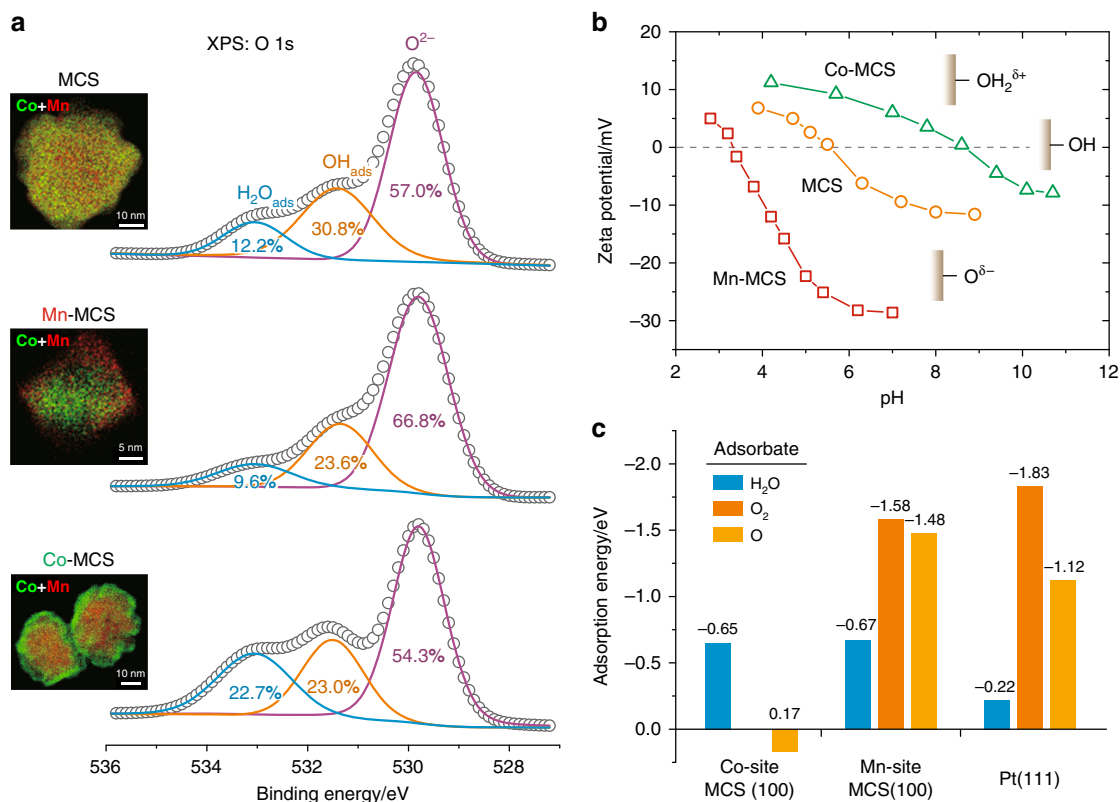 a
XPS: O 1s
O²⁻
MCS
Co+Mn
10 nm
H₂O_ads
OH_ads
12.2%
30.8%
57.0%
Mn-MCS
Co+Mn
5 nm
9.6%
23.6%
66.8%
Co-MCS
Co+Mn
10 nm
22.7%
23.0%
54.3%
536 534 532 530 528
Binding energy/eV
b
Zeta potential/mV
20
10
0
−10
−20
−30
Co-MCS
MCS
Mn-MCS
OH₂^δ+
OH
O^δ−
2 4 6 8 10 12
pH
c
Adsorption energy/eV
−2.0
−1.5
−1.0
−0.5
0.0
Adsorbate
H₂O
O₂
O
−0.65
0.17
−0.67
−1.58
−1.48
−0.22
−1.83
−1.12
Co-site
MCS (100)
Mn-site
MCS(100)
Pt(111)